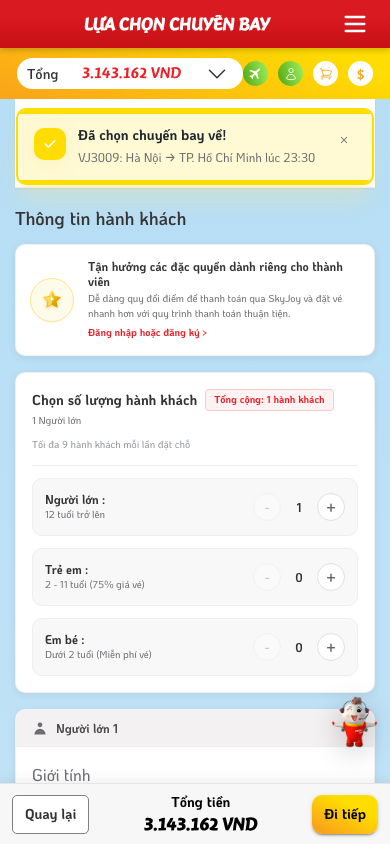 LỰA CHỌN CHUYẾN BAY
Tổng 3.143.162 VND
$
Đã chọn chuyến bay về!
VJ3009: Hà Nội → TP. Hồ Chí Minh lúc 23:30
Thông tin hành khách
Tận hưởng các đặc quyền dành riêng cho thành
viên
Dễ dàng quy đổi điểm để thanh toán qua SkyJoy và đặt vé
nhanh hơn với quy trình thanh toán thuận tiện.
Đăng nhập hoặc đăng ký >
Chọn số lượng hành khách Tổng cộng: 1 hành khách
1 Người lớn
Tối đa 9 hành khách mỗi lần đặt chỗ
Người lớn :
12 tuổi trở lên
- 1 +
Trẻ em :
2 - 11 tuổi (75% giá vé)
- 0 +
Em bé :
Dưới 2 tuổi (Miễn phí vé)
- 0 +
Người lớn 1
Giới tính
Quay lại
Tổng tiền
3.143.162 VND
Đi tiếp